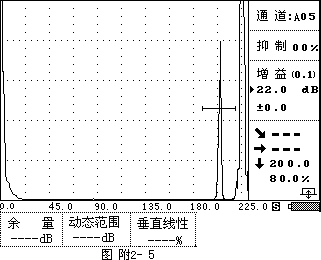 通道:A05
抑制00%
增益(0.1)
22.0 dB
±0.0
---
---
200.0
80.0%
0. 0 45.0 90.0 135.0 180.0 225.0 S
余 量 动态范围 垂直线性
----dB ----dB ----%
图 附2-5